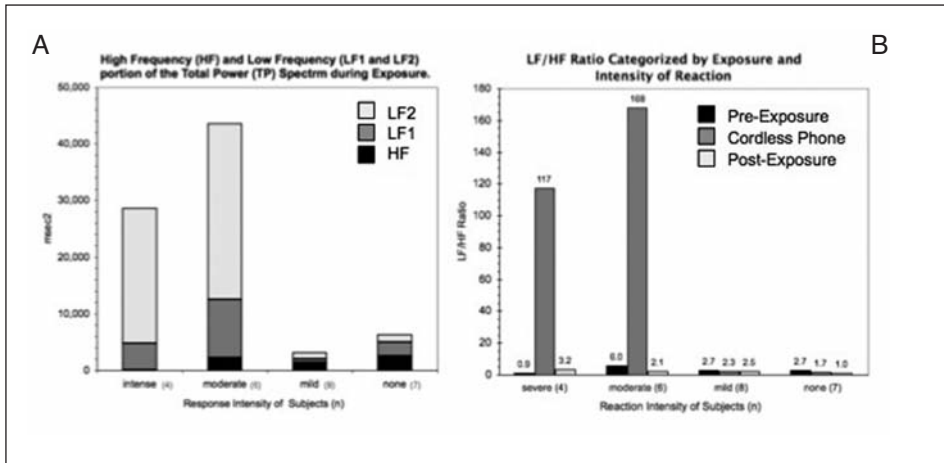 A
High Frequency (HF) and Low Frequency (LF1 and LF2)
portion of the Total Power (TP) Spectrm during Exposure.
50,000
40,000
30,000
20,000
10,000
0
msec2
LF2
LF1
HF
intense (4) moderate (6) mild (8) none (7)
Response Intensity of Subjects (n)
B
LF/HF Ratio Categorized by Exposure and
Intensity of Reaction
180
160
140
120
100
80
60
40
20
0
LF/HF Ratio
Pre-Exposure
Cordless Phone
Post-Exposure
0.9 117 3.2
6.0 168 2.1
2.7 2.3 2.5
2.7 1.7 1.0
severe (4) moderate (6) mild (8) none (7)
Reaction Intensity of Subjects (n)